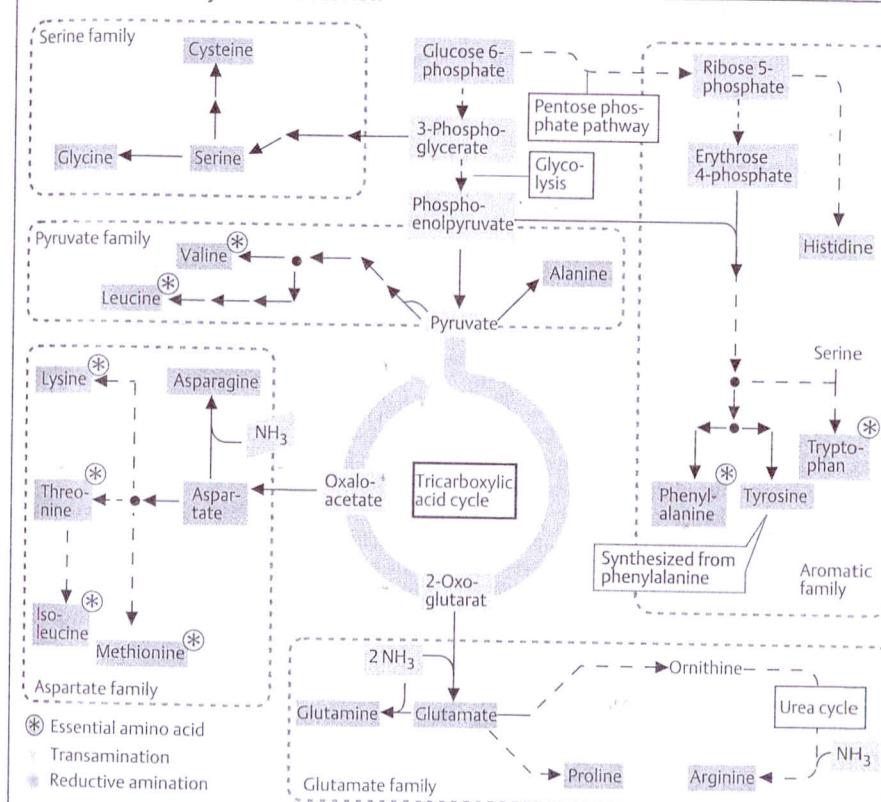 Serine family
Cysteine
Glycine
Serine
Glucose 6-
phosphate
3-Phospho-
glycerate
Glyco-
lysis
Phospho-
enolpyruvate
Pentose phos-
phate pathway
Ribose 5-
phosphate
Erythrose
4-phosphate
Histidine
Pyruvate family
Valine *
Leucine *
Alanine
Pyruvate
Lysine *
Asparagine
NH3
Threo-
nine *
Aspar-
tate
Iso-
leucine *
Methionine *
Aspartate family
Oxalo-
acetate
Tricarboxylic
acid cycle
2-Oxo-
glutarat
Serine
Trypto-
phan *
Phenyl-
alanine *
Tyrosine
Synthesized from
phenylalanine
Aromatic
family
2 NH3
Glutamine
Glutamate
Ornithine
Urea cycle
NH3
Proline
Arginine
Glutamate family
* Essential amino acid
Transamination
Reductive amination